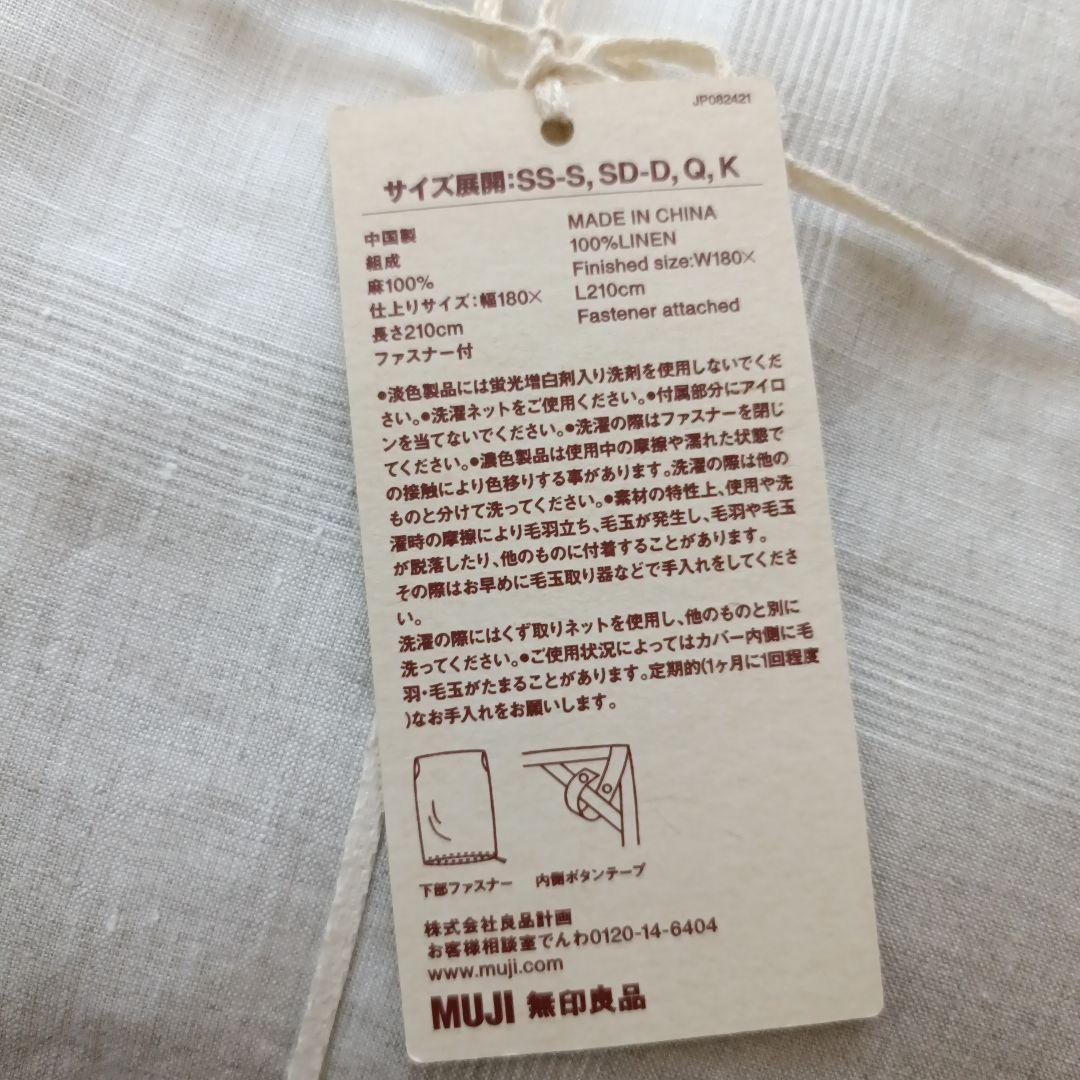 JP082421
サイズ展開:SS-S, SD-D, Q, K
中国製
組成
麻100%
仕上りサイズ:幅180×
長さ210cm
ファスナー付
MADE IN CHINA
100%LINEN
Finished size:W180×
L210cm
Fastener attached
●淡色製品には蛍光増白剤入り洗剤を使用しないでくだ
さい。●洗濯ネットをご使用ください。●付属部分にアイロ
ンを当てないでください。●洗濯の際はファスナーを閉じ
てください。●濃色製品は使用中の摩擦や濡れた状態で
の接触により色移りする事があります。洗濯の際は他の
ものと分けて洗ってください。●素材の特性上、使用や洗
濯時の摩擦により毛羽立ち、毛玉が発生し、毛羽や毛玉
が脱落したり、他のものに付着することがあります。
その際はお早めに毛玉取り器などで手入れをしてくださ
い。
洗濯の際にはくず取りネットを使用し、他のものと別に
洗ってください。●ご使用状況によってはカバー内側に毛
羽・毛玉がたまることがあります。定期的(1ヶ月に1回程度
)なお手入れをお願いします。
下部ファスナー
内側ボタンテープ
株式会社良品計画
お客様相談室でんわ0120-14-6404
www.muji.com
MUJI 無印良品